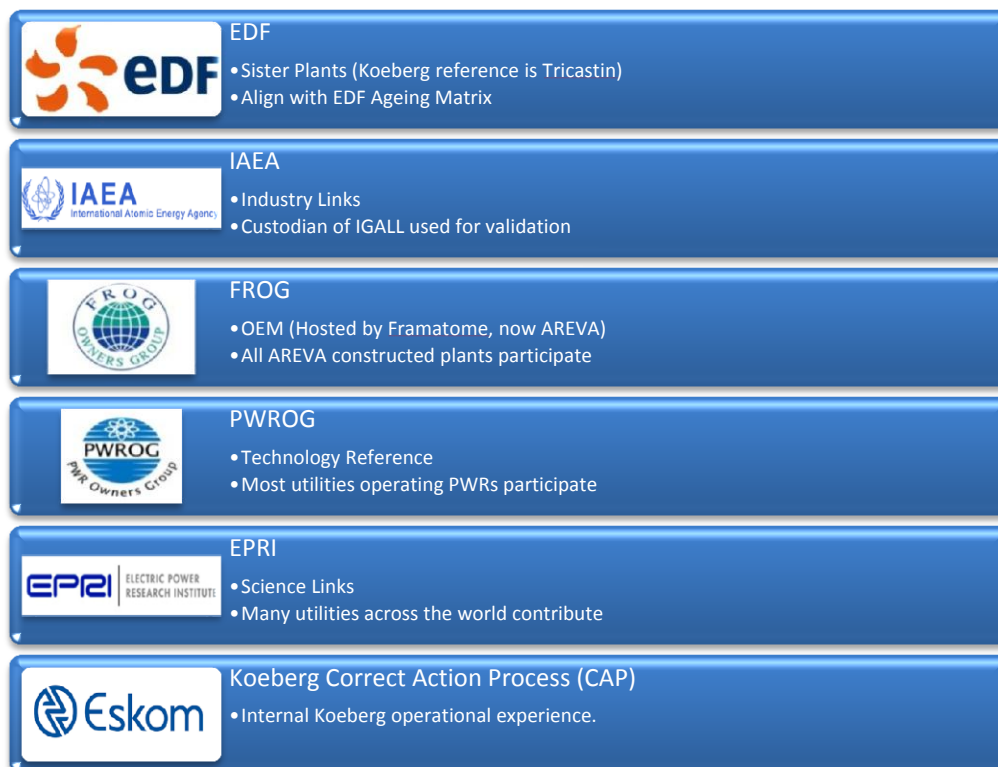 eDF
EDF
•Sister Plants (Koeberg reference is Tricastin)
•Align with EDF Ageing Matrix
IAEA
International Atomic Energy Agency
IAEA
•Industry Links
•Custodian of IGALL used for validation
FROG
OWNERS GROUP
FROG
•OEM (Hosted by Framatome, now AREVA)
•All AREVA constructed plants participate
PWROG
PWR Owners Group
PWROG
•Technology Reference
•Most utilities operating PWRs participate
EPRI
ELECTRIC POWER
RESEARCH INSTITUTE
EPRI
•Science Links
•Many utilities across the world contribute
Eskom
Koeberg Correct Action Process (CAP)
•Internal Koeberg operational experience.